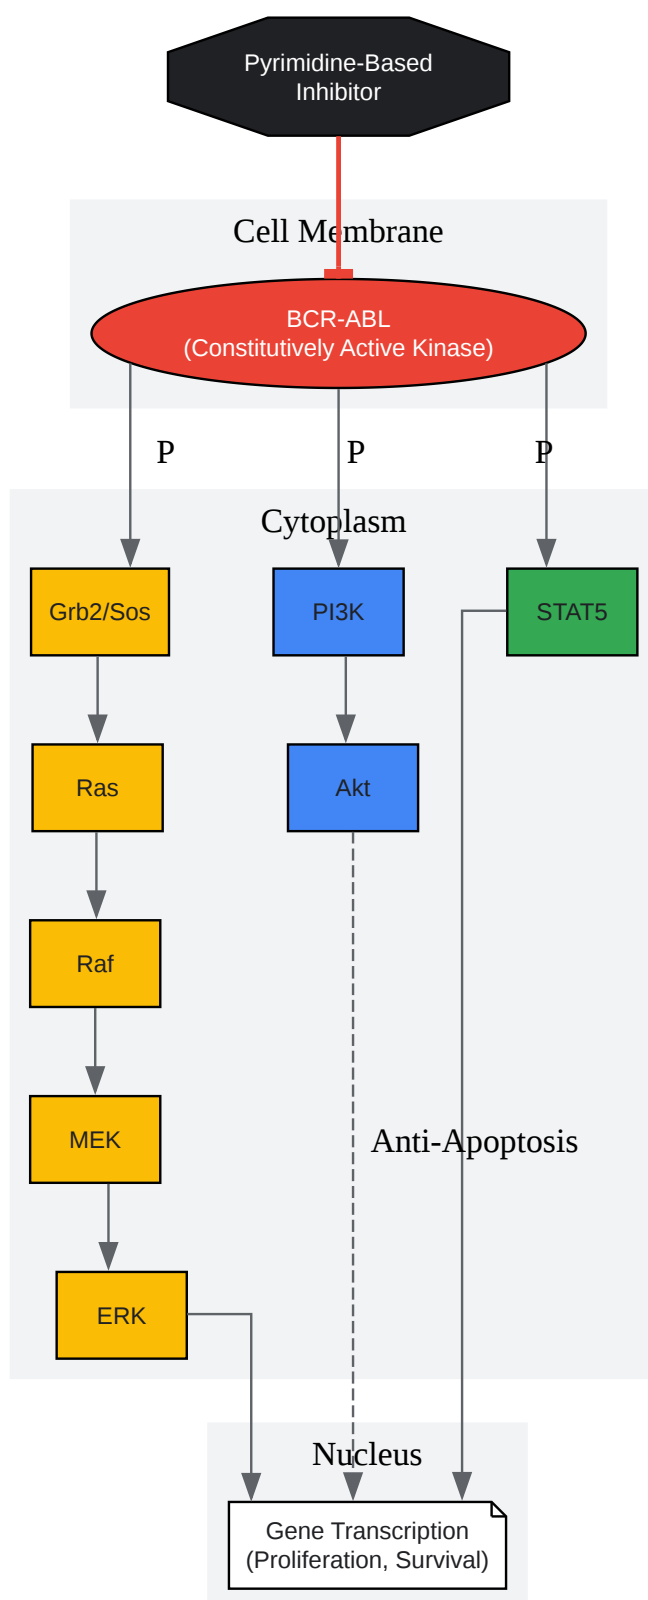 Pyrimidine-Based
Inhibitor
Cell Membrane
BCR-ABL
(Constitutively Active Kinase)
P
P
P
Cytoplasm
Grb2/Sos
PI3K
STAT5
Ras
Akt
Raf
MEK
Anti-Apoptosis
ERK
Nucleus
Gene Transcription
(Proliferation, Survival)